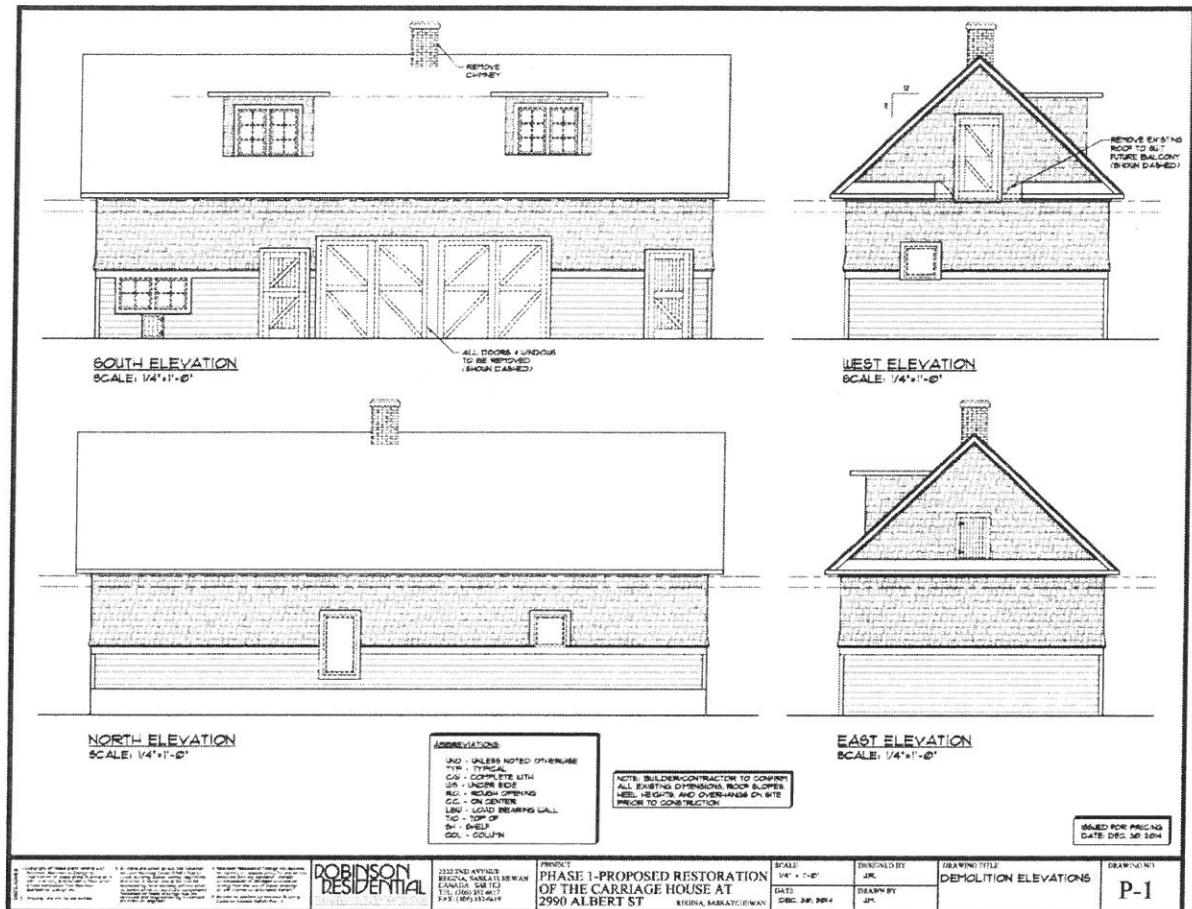 REMOVE
CHIMNEY
ALL DOORS & WINDOWS
TO BE REMOVED
(SHOWN DASHED)
SOUTH ELEVATION
SCALE: 1/4"=1'-0"
12
REMOVE EXISTING
ROOF TO SUIT
FUTURE BALCONY
(SHOWN DASHED)
WEST ELEVATION
SCALE: 1/4"=1'-0"
NORTH ELEVATION
SCALE: 1/4"=1'-0"
EAST ELEVATION
SCALE: 1/4"=1'-0"
ABBREVIATIONS:
UNO - UNLESS NOTED OTHERWISE
TYP - TYPICAL
C/W - COMPLETE WITH
U/S - UNDER SIDE
R.O. - ROUGH OPENING
O.C. - ON CENTER
LBW - LOAD BEARING WALL
T/O - TOP OF
SH - SHELF
COL - COLUMN
NOTE: BUILDER/CONTRACTOR TO CONFIRM
ALL EXISTING DIMENSIONS, ROOF SLOPES,
HEEL HEIGHTS, AND OVERHANGS ON SITE
PRIOR TO CONSTRUCTION
ISSUED FOR PRICING
DATE: DEC. 30, 2014
ROBINSON
RESIDENTIAL
2222 2ND AVENUE
REGINA, SASKATCHEWAN
CANADA
PROJECT
PHASE 1-PROPOSED RESTORATION
OF THE CARRIAGE HOUSE AT
2990 ALBERT ST
REGINA, SASKATCHEWAN
SCALE
1/4" = 1'-0"
DATE
DEC. 30, 2014
DESIGNED BY
J.R.
DRAWN BY
DRAWING TITLE
DEMOLITION ELEVATIONS
DRAWING NO.
P-1